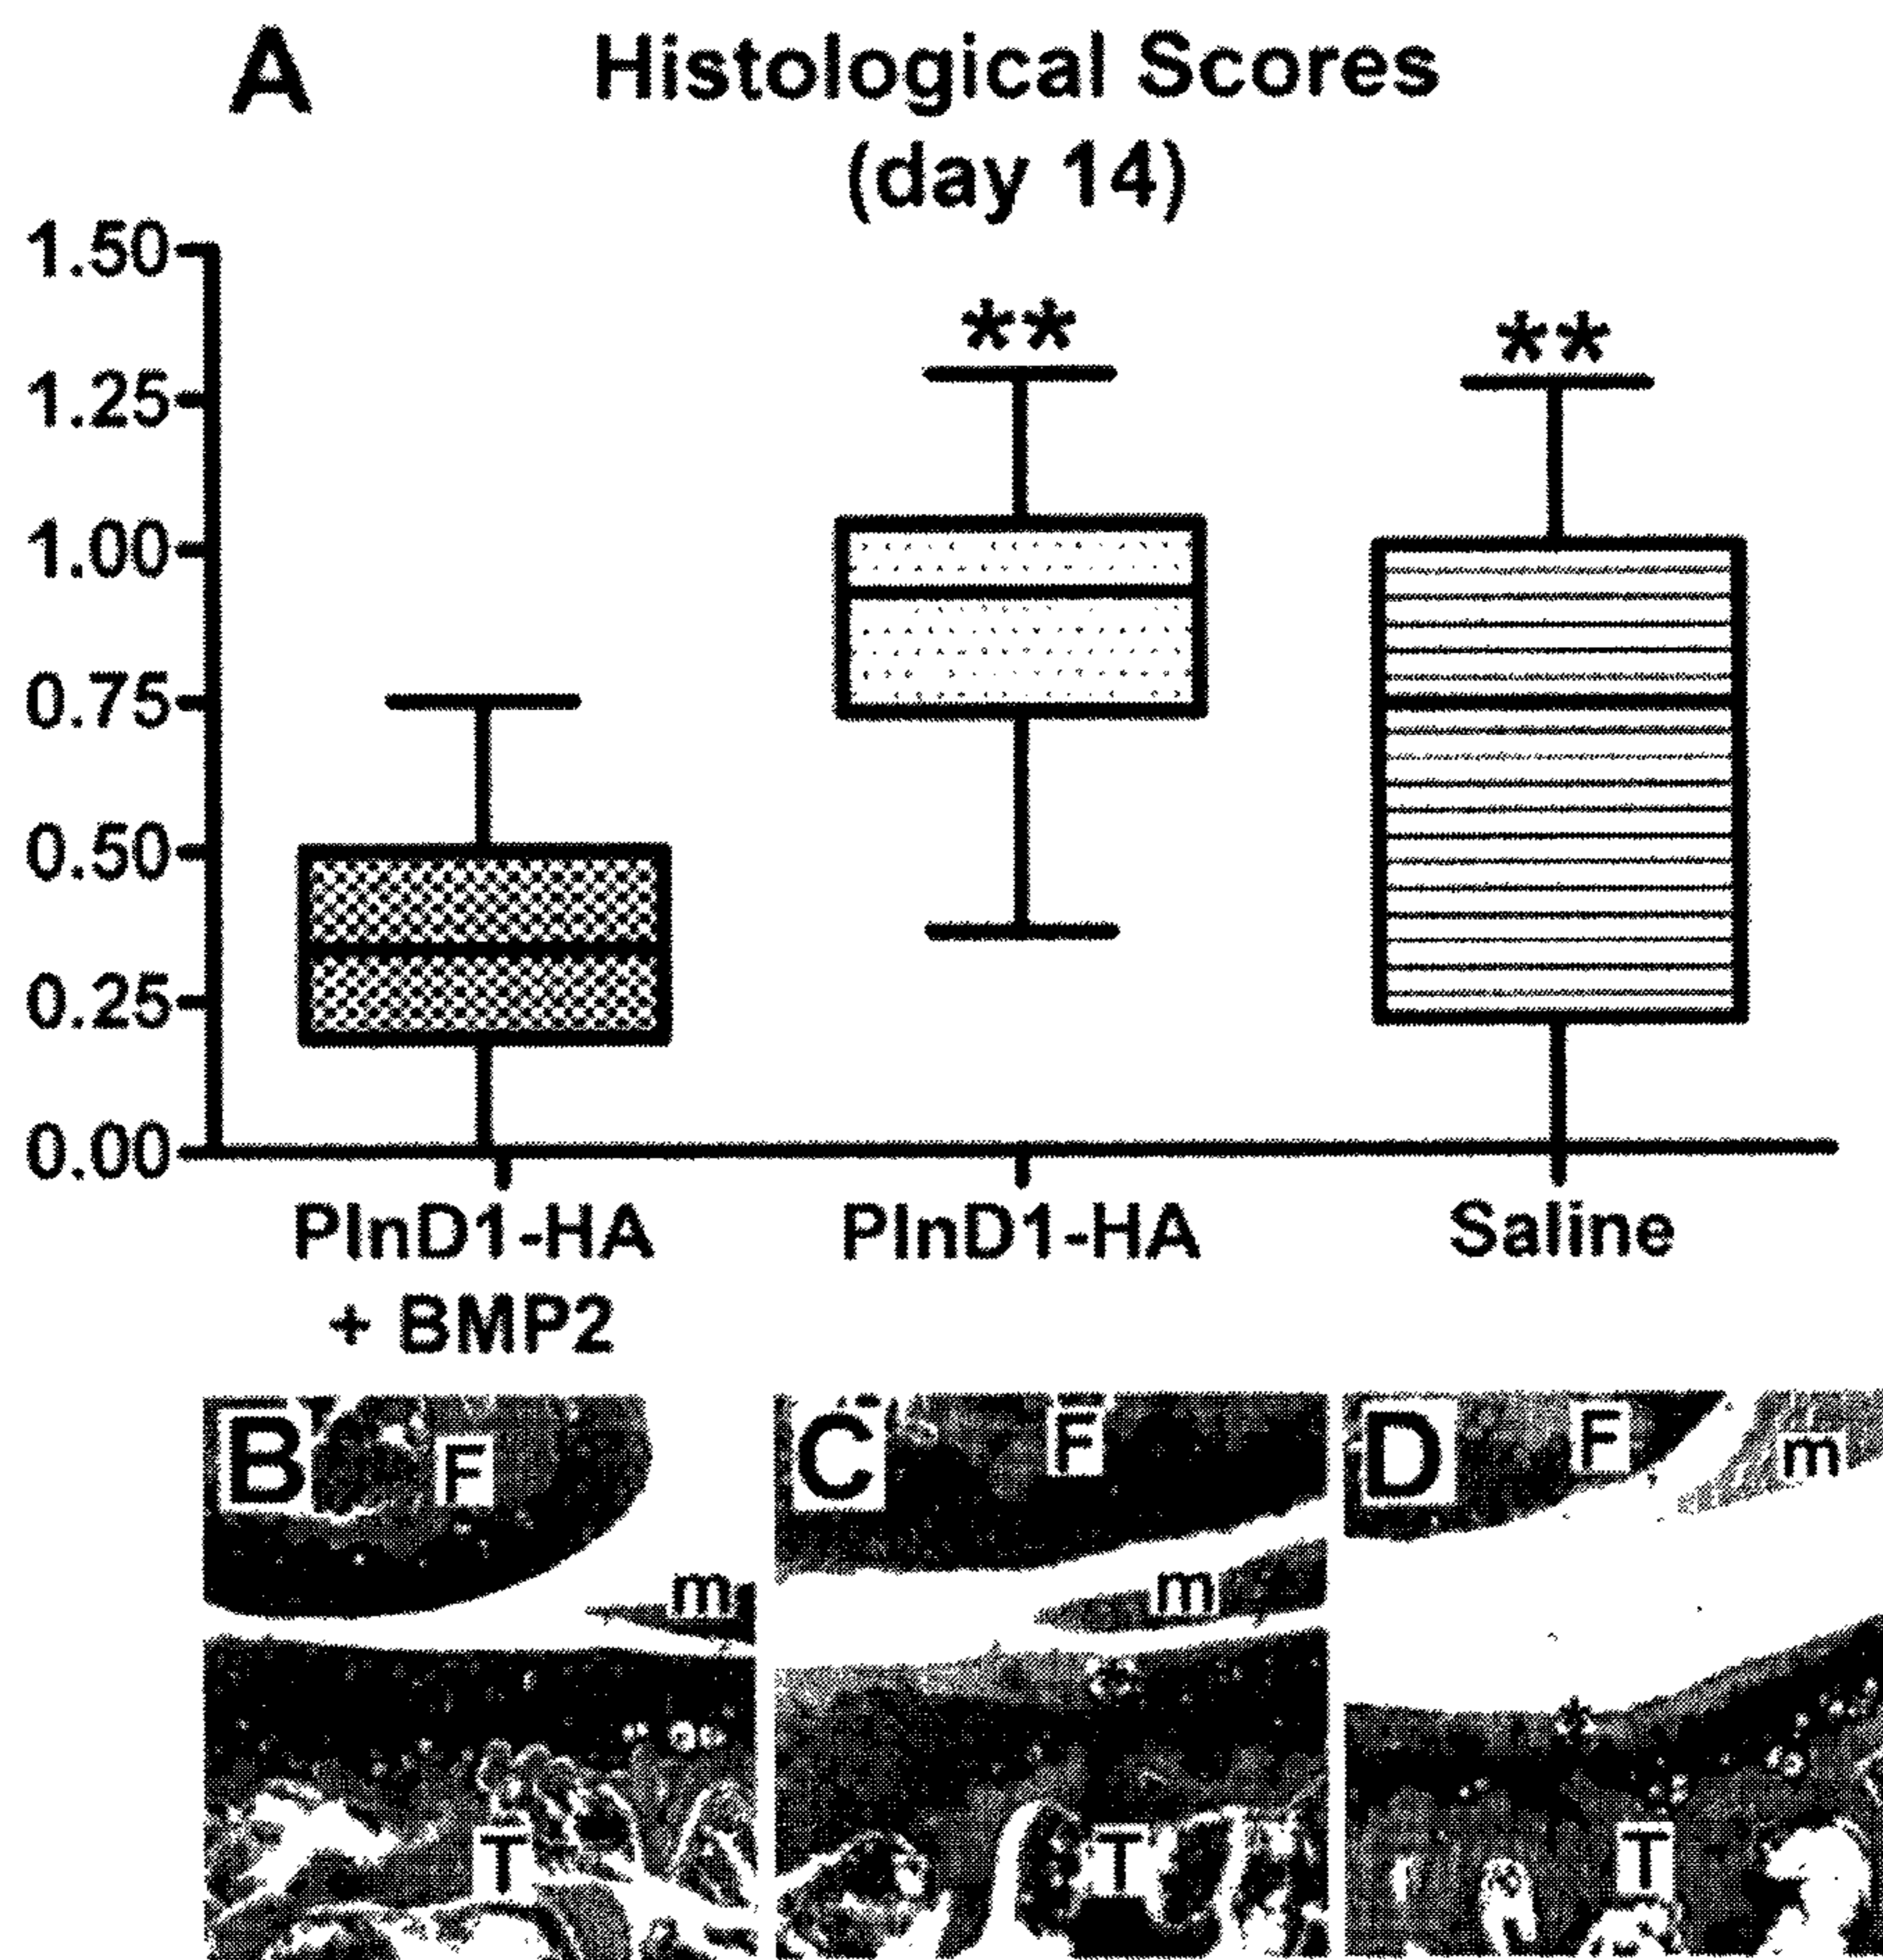 A
Histological Scores
(day 14)
1.50
1.25
1.00
0.75
0.50
0.25
0.00
**
**
PlnD1-HA
+ BMP2
PlnD1-HA
Saline
B
F
m
T
C
F
m
*
T
D
F
m
*
T